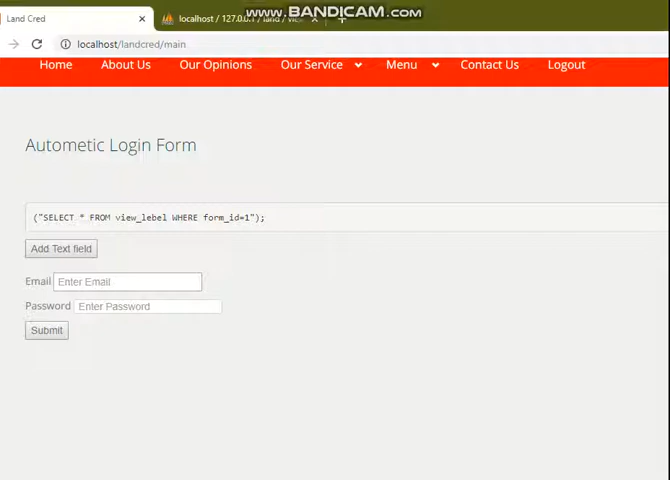 www.BANDICAM.com
Land Cred
localhost / 127.0.0.1 / land / view
localhost/landcred/main
Home About Us Our Opinions Our Service Menu Contact Us Logout
Autometic Login Form
("SELECT * FROM view_lebel WHERE form_id=1");
Add Text field
Email Enter Email
Password Enter Password
Submit